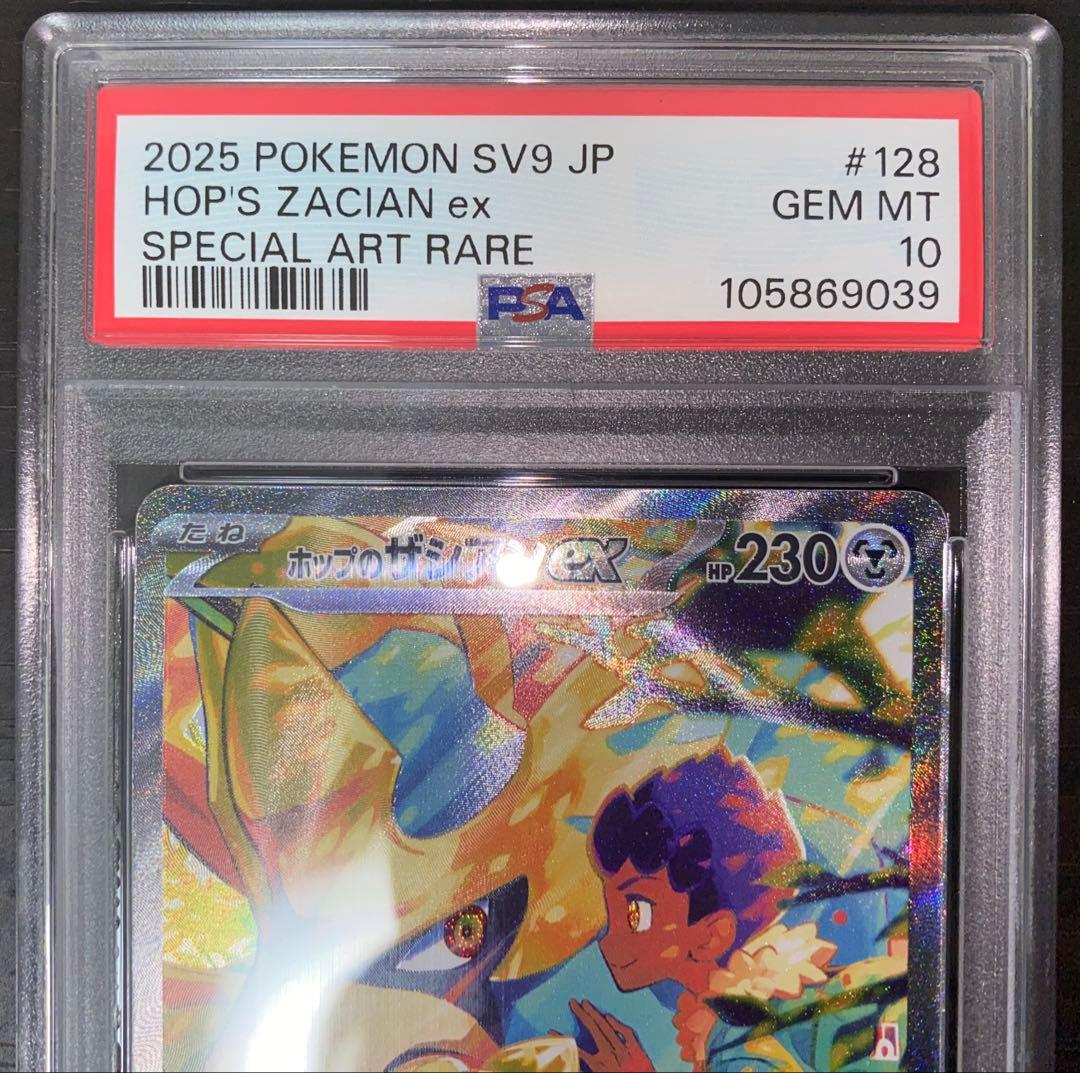 2025 POKEMON SV9 JP #128
HOP'S ZACIAN ex GEM MT
SPECIAL ART RARE 10
105869039
PSA
たね
ホップのザシアンex HP230